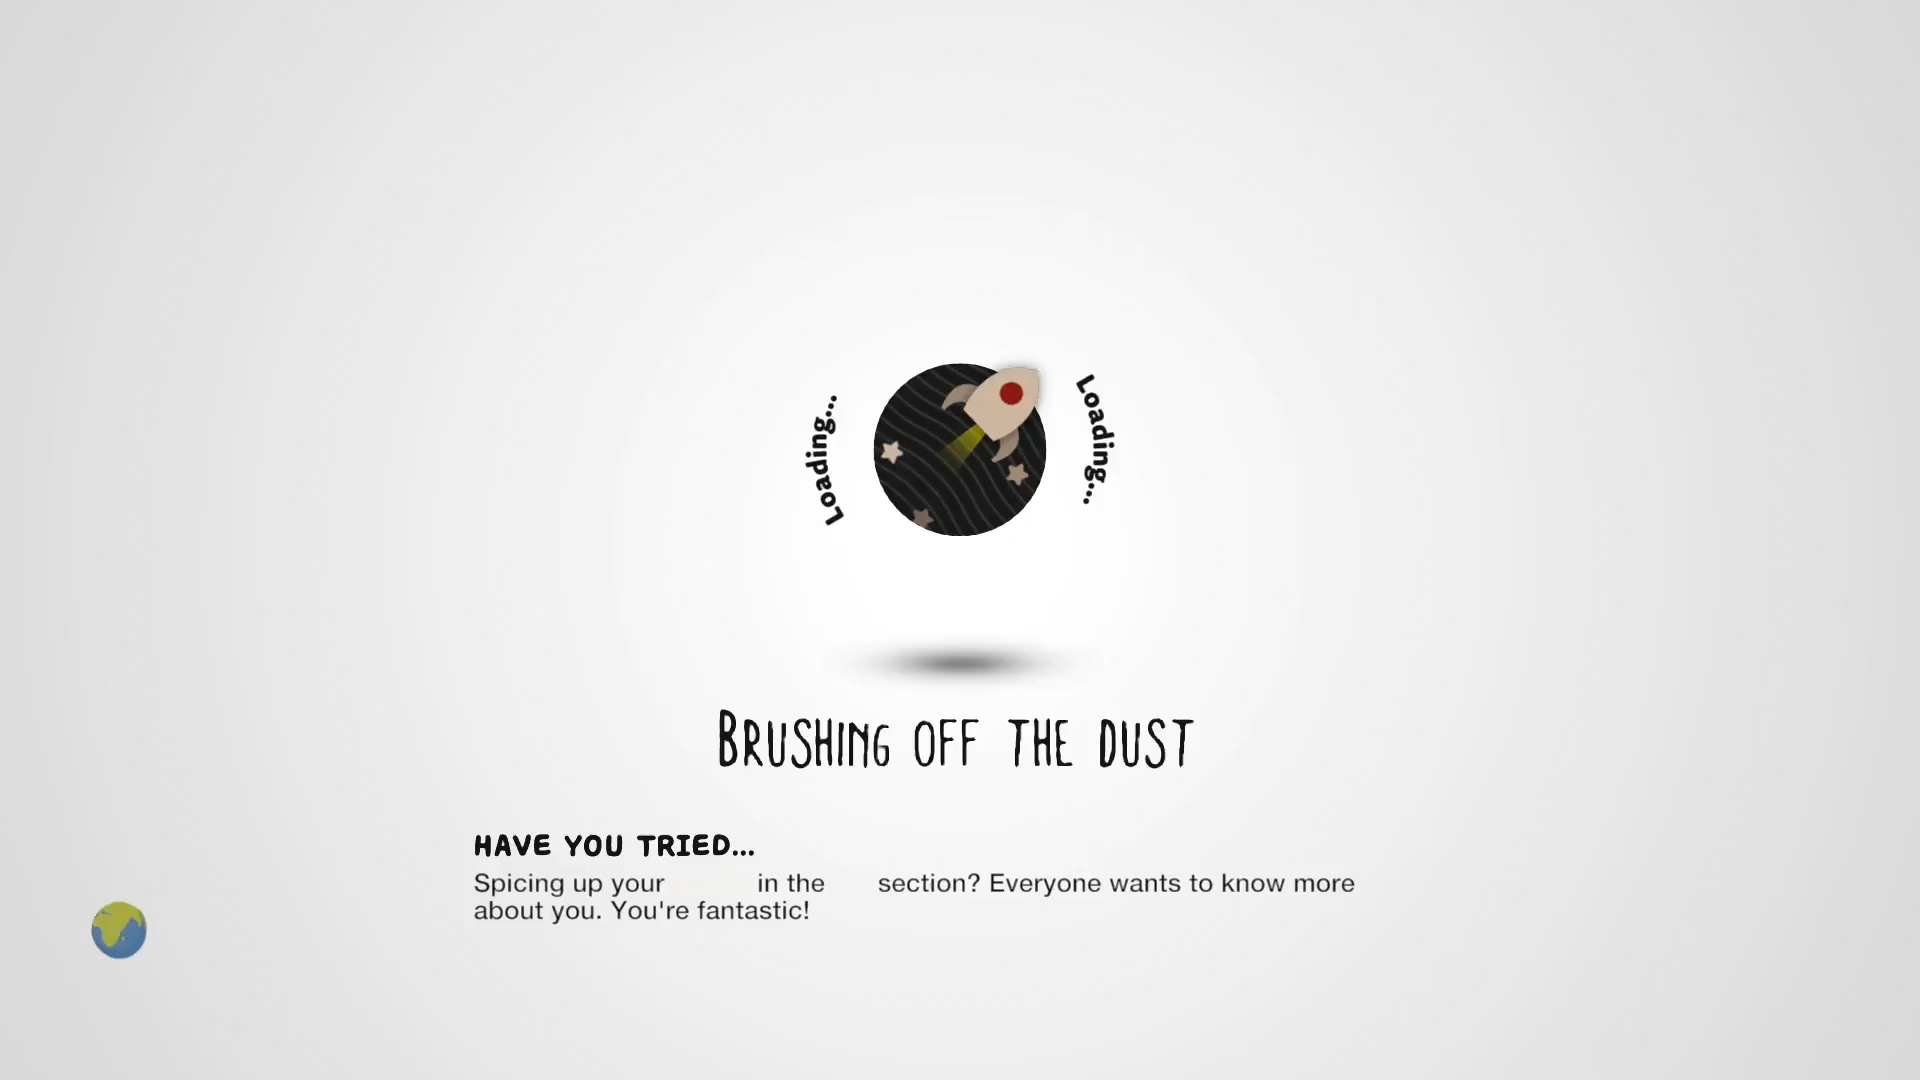 Loading...
Loading...
BRUSHING OFF THE DUST
HAVE YOU TRIED...
Spicing up your in the section? Everyone wants to know more
about you. You're fantastic!